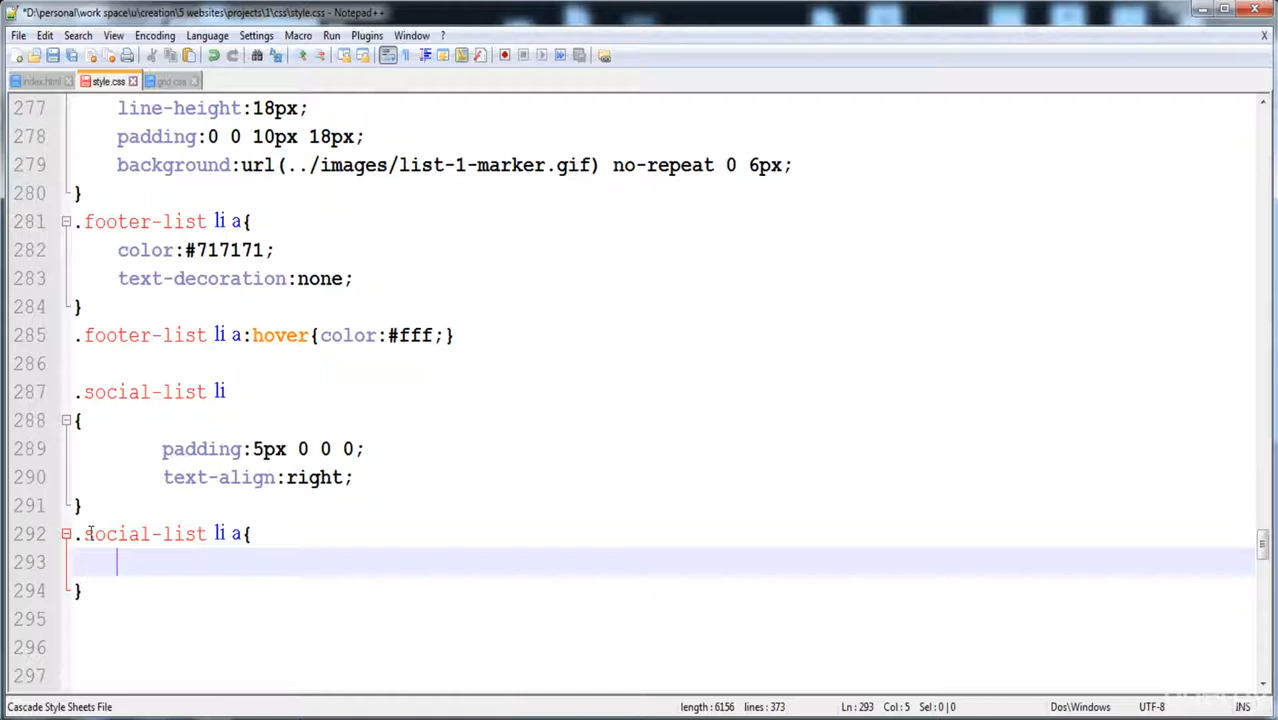 *D:\personal\work space\u\creation\5 websites\projects\1\css\style.css - Notepad++
File Edit Search View Encoding Language Settings Macro Run Plugins Window ? X
index.html style.css grid.css
277 line-height:18px;
278 padding:0 0 10px 18px;
279 background:url(../images/list-1-marker.gif) no-repeat 0 6px;
280 }
281 .footer-list li a{
282 color:#717171;
283 text-decoration:none;
284 }
285 .footer-list li a:hover{color:#fff;}
286
287 .social-list li
288 {
289 padding:5px 0 0 0;
290 text-align:right;
291 }
292 .social-list li a{
293
294 }
295
296
297
Cascade Style Sheets File length: 6156 lines: 373 Ln: 293 Col: 5 Sel: 0 | 0 Dos\Windows UTF-8 INS